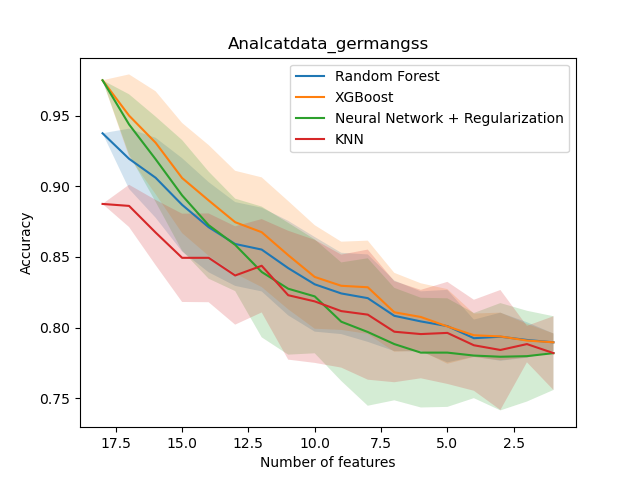 Analcatdata_germangss
Random Forest
XGBoost
Neural Network + Regularization
KNN
Accuracy
0.95
0.90
0.85
0.80
0.75
17.5 15.0 12.5 10.0 7.5 5.0 2.5
Number of features